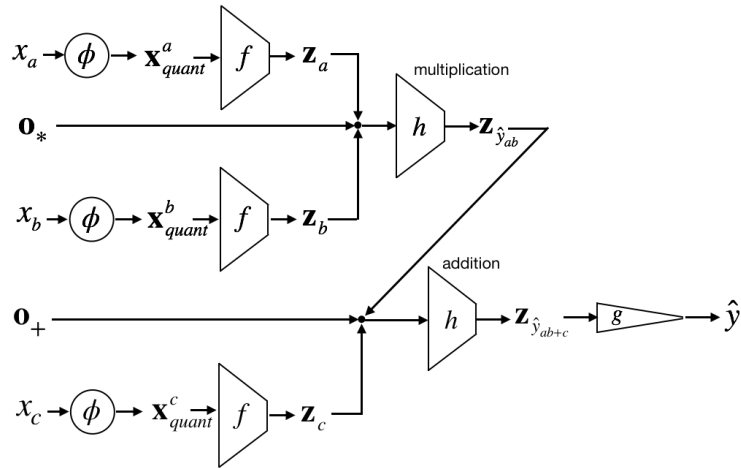 x_a ϕ x^a_quant f z_a
multiplication
o_* h z_ŷ_ab
x_b ϕ x^b_quant f z_b
addition
o_+ h z_ŷ_ab+c g ŷ
x_c ϕ x^c_quant f z_c